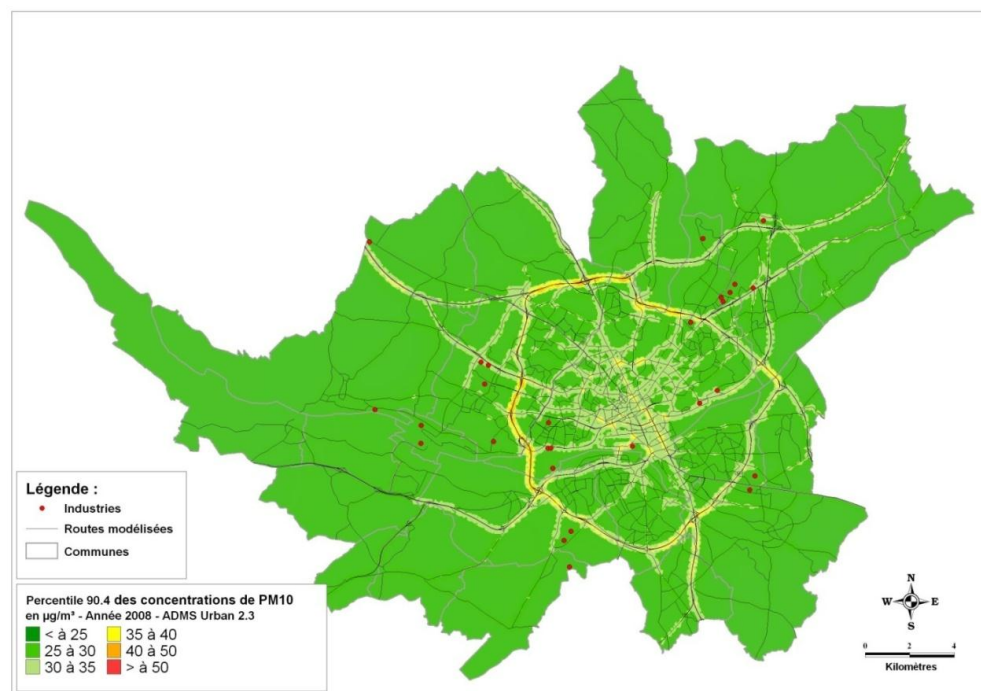 Légende :
Industries
Routes modélisées
Communes
Percentile 90.4 des concentrations de PM10
en µg/m³ - Année 2008 - ADMS Urban 2.3
< à 25
25 à 30
30 à 35
35 à 40
40 à 50
> à 50
N
W E
S
0 2 4
Kilomètres